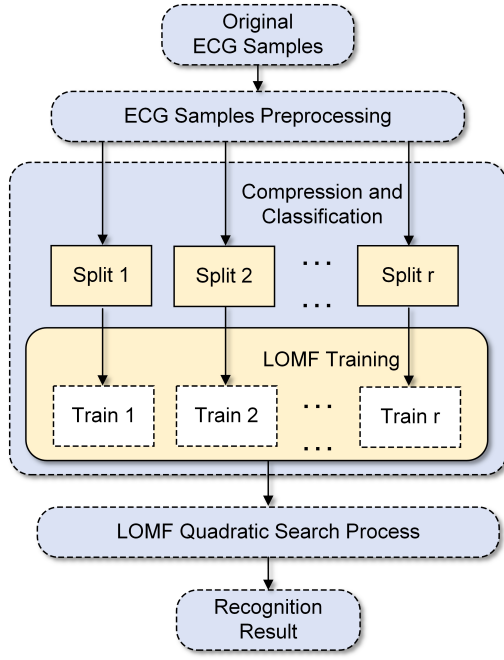 Original
ECG Samples
ECG Samples Preprocessing
Compression and
Classification
Split 1
Split 2
...
...
Split r
LOMF Training
Train 1
Train 2
...
...
Train r
LOMF Quadratic Search Process
Recognition
Result